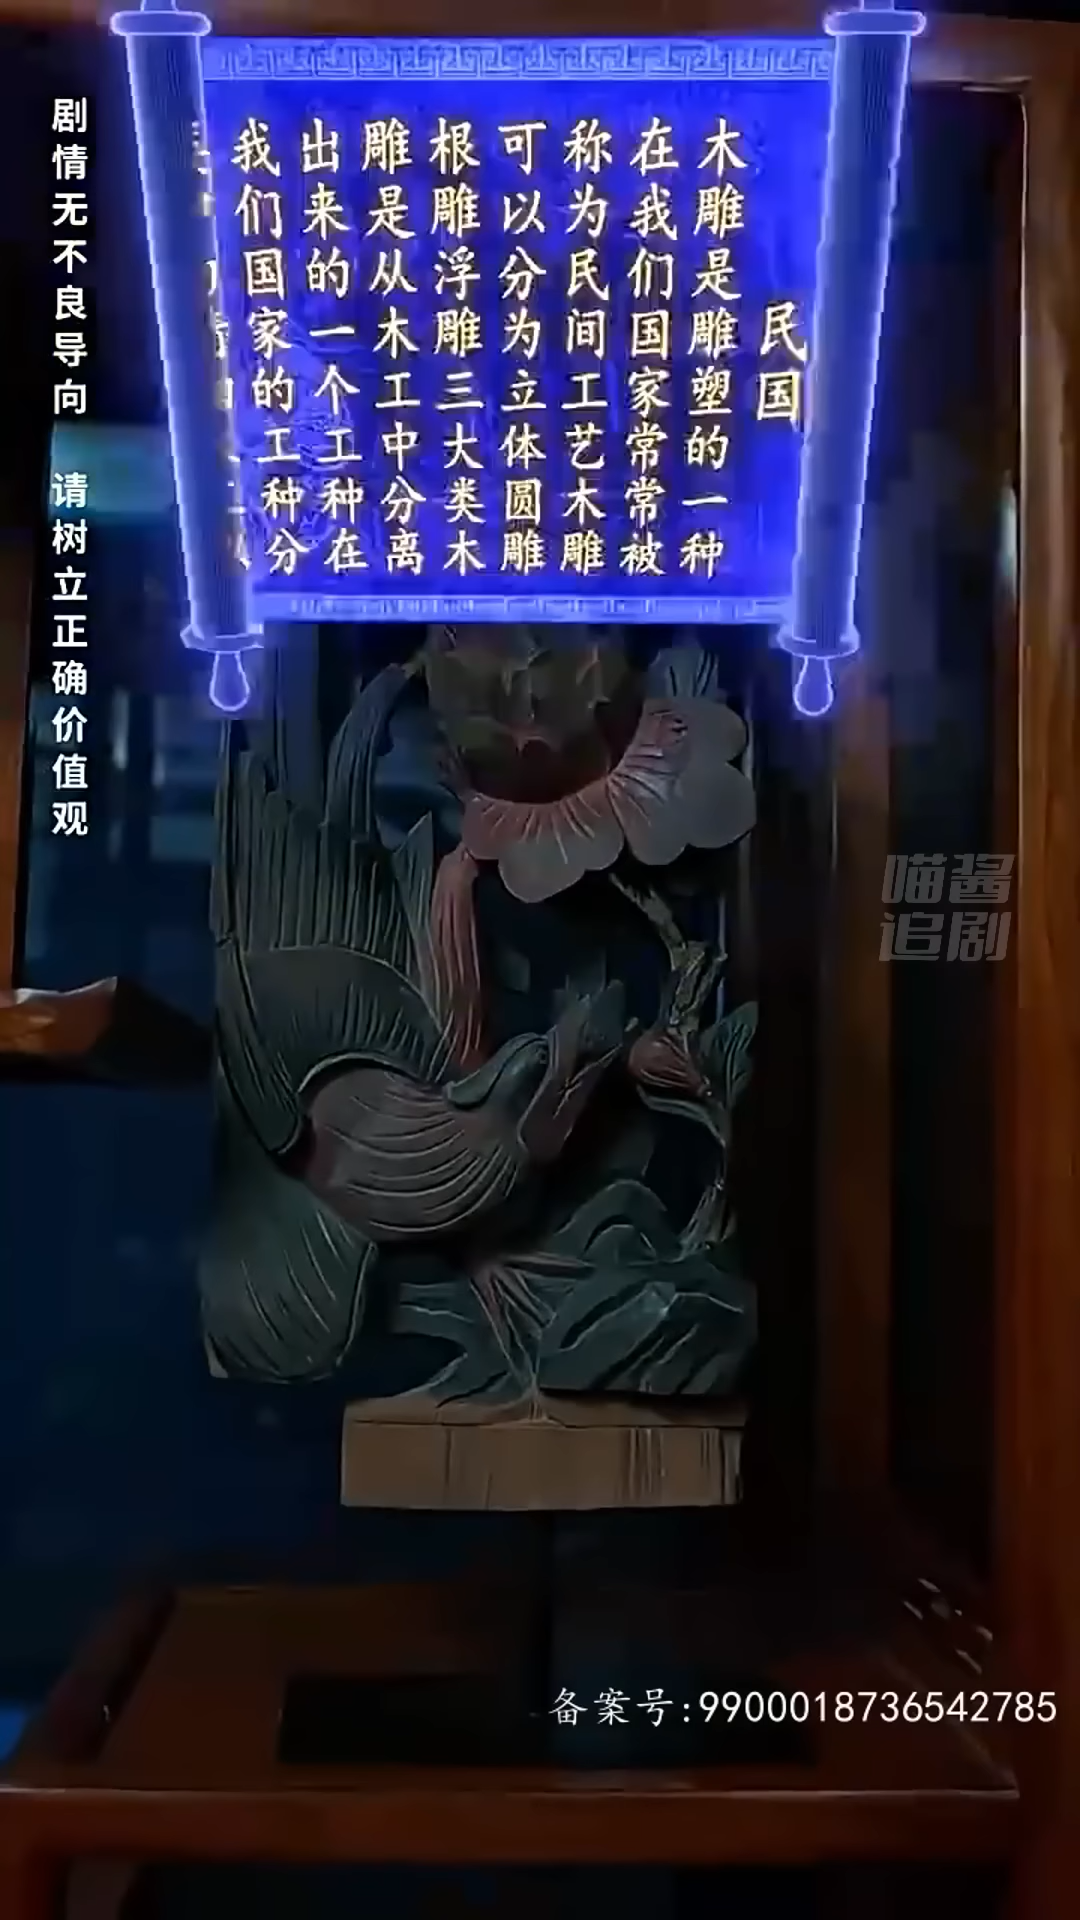 民国
木雕是雕塑的一种
在我们国家常常被
称为民间工艺木雕
可以分为立体圆雕
根雕浮雕三大类木
雕是从木工中分离
出来的一个工种在
我们国家的工种分
剧情无不良导向 请树立正确价值观
喵酱
追剧
备案号:9900018736542785